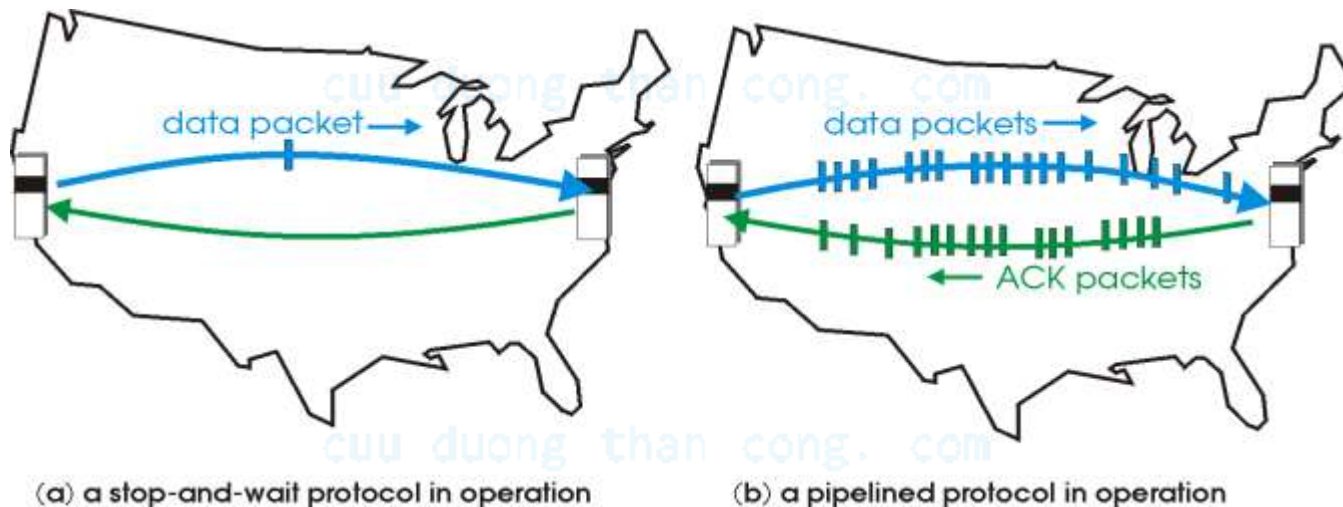 cuu duong than cong. com
data packet
data packets
ACK packets
cuu duong than cong. com
(a) a stop-and-wait protocol in operation
(b) a pipelined protocol in operation